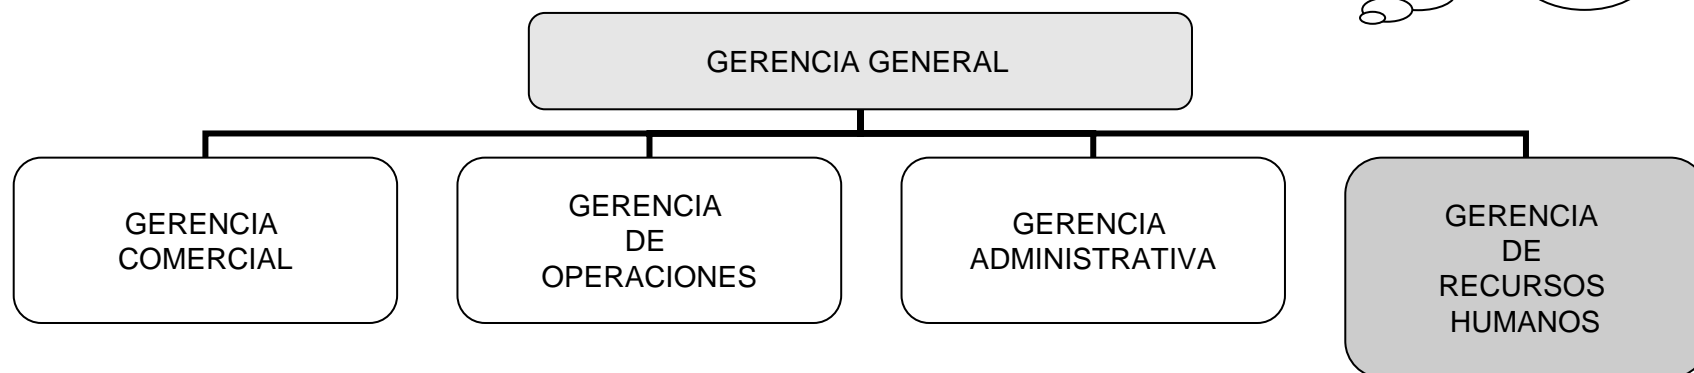 GERENCIA GENERAL
GERENCIA
COMERCIAL
GERENCIA
DE
OPERACIONES
GERENCIA
ADMINISTRATIVA
GERENCIA
DE
RECURSOS
HUMANOS